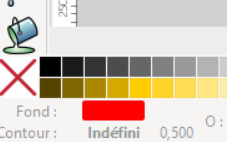 250
Fond :
Contour :
Indéfini
0,500
O :